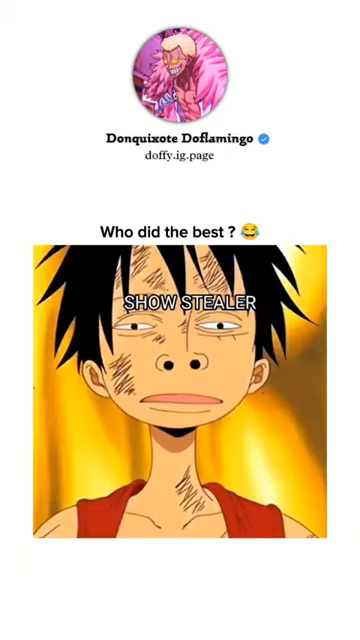 Donquixote Doflamingo
doffy.ig.page
Who did the best ? 😂
SHOW STEALER